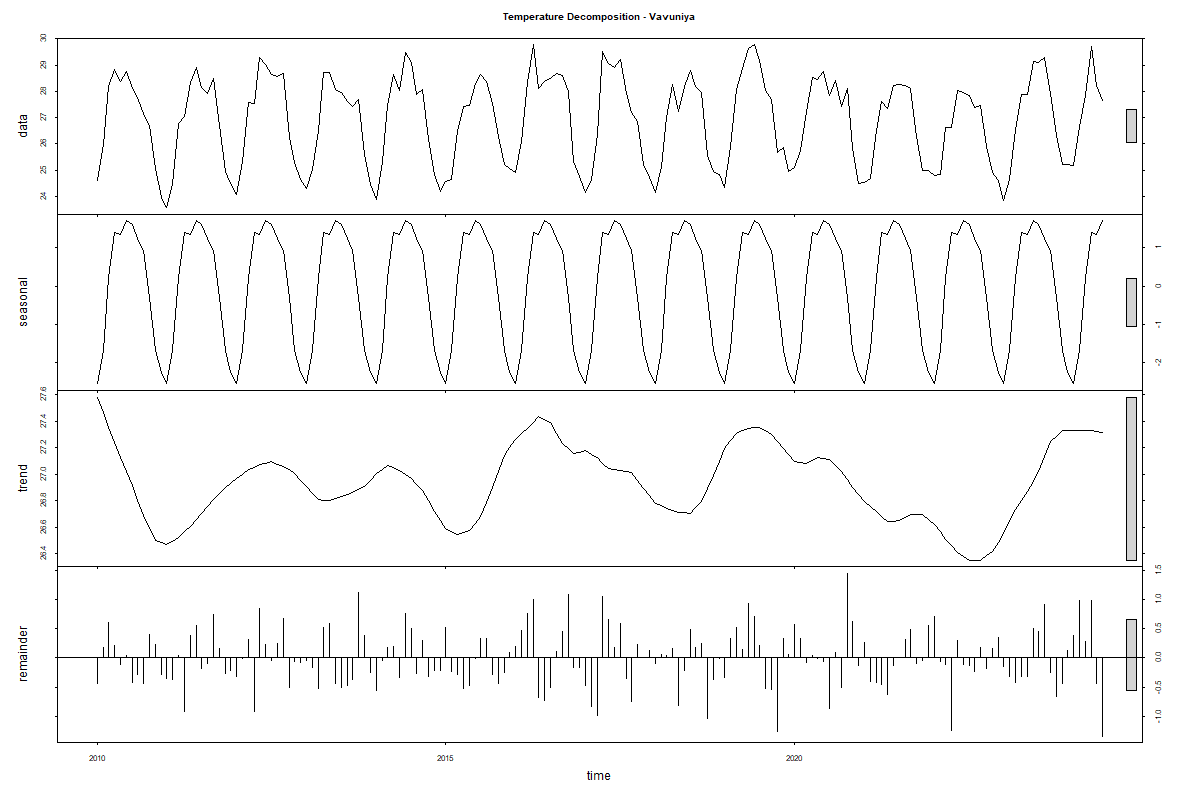 Temperature Decomposition - Vavuniya
data
24 25 26 27 28 29 30
seasonal
-2 -1 0 1
trend
26.4 26.6 26.8 27.0 27.2 27.4 27.6
remainder
-1.0 -0.5 0.0 0.5 1.0 1.5
2010 2015 2020
time